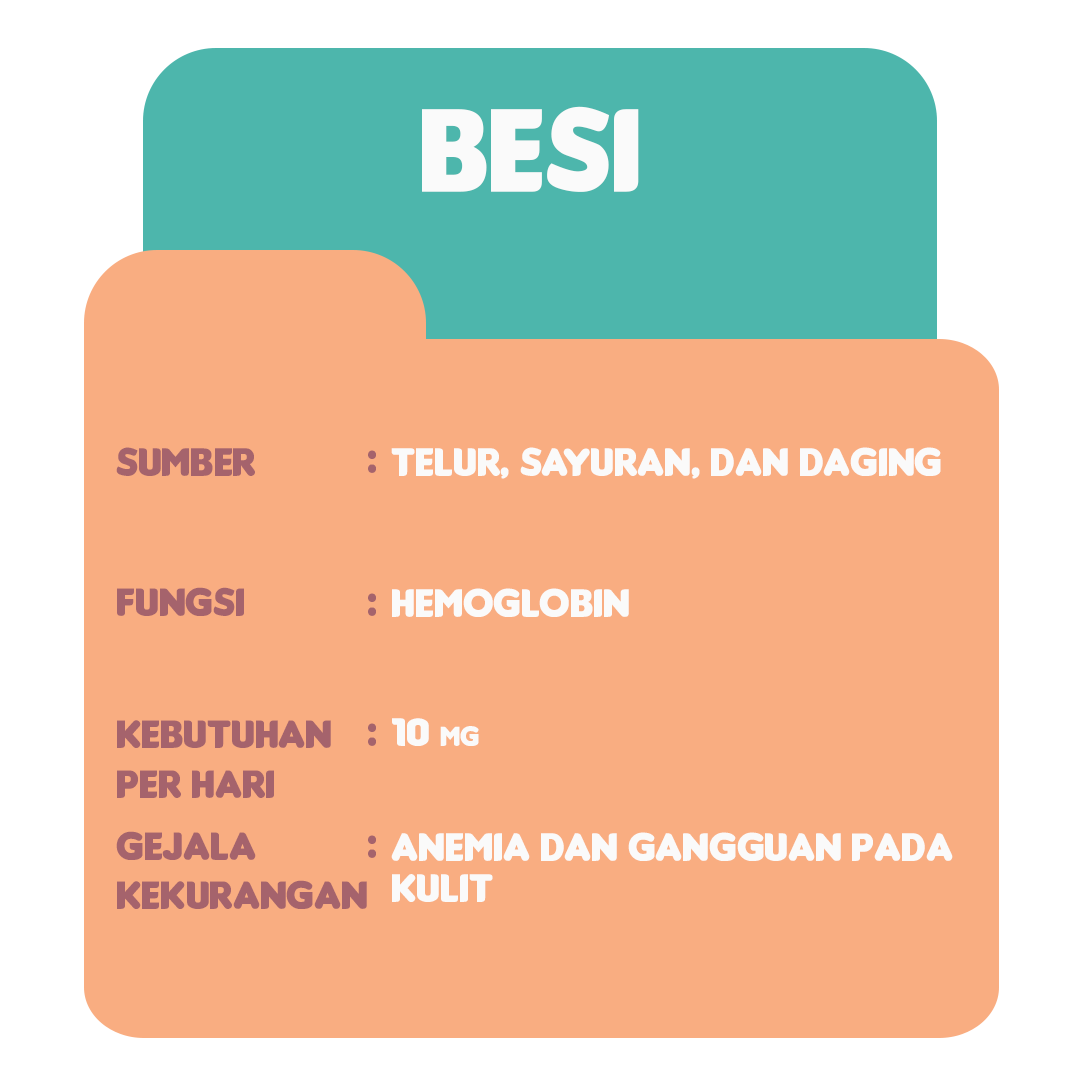 BESI
SUMBER : TELUR, SAYURAN, DAN DAGING
FUNGSI : HEMOGLOBIN
KEBUTUHAN : 10 MG
PER HARI
GEJALA : ANEMIA DAN GANGGUAN PADA
KEKURANGAN KULIT